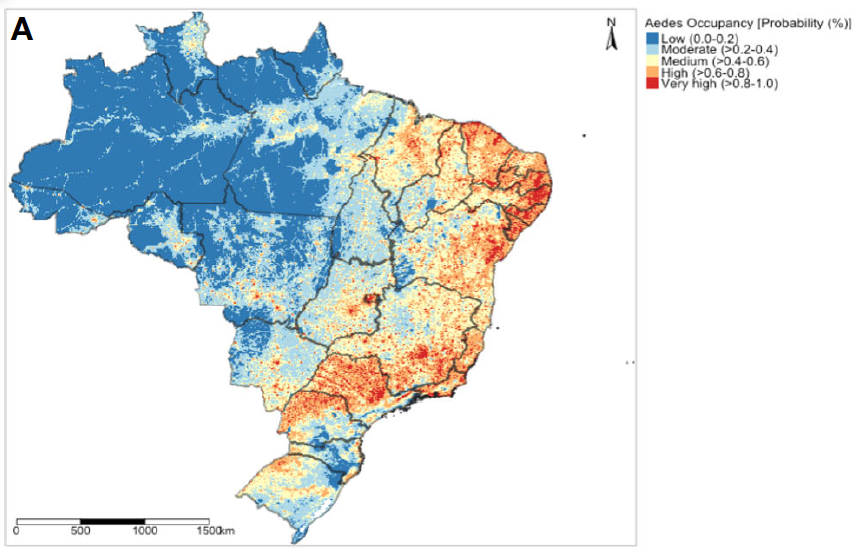 A
N
Aedes Occupancy [Probability (%)]
Low (0.0-0.2)
Moderate (>0.2-0.4)
Medium (>0.4-0.6)
High (>0.6-0.8)
Very high (>0.8-1.0)
0 500 1000 1500km